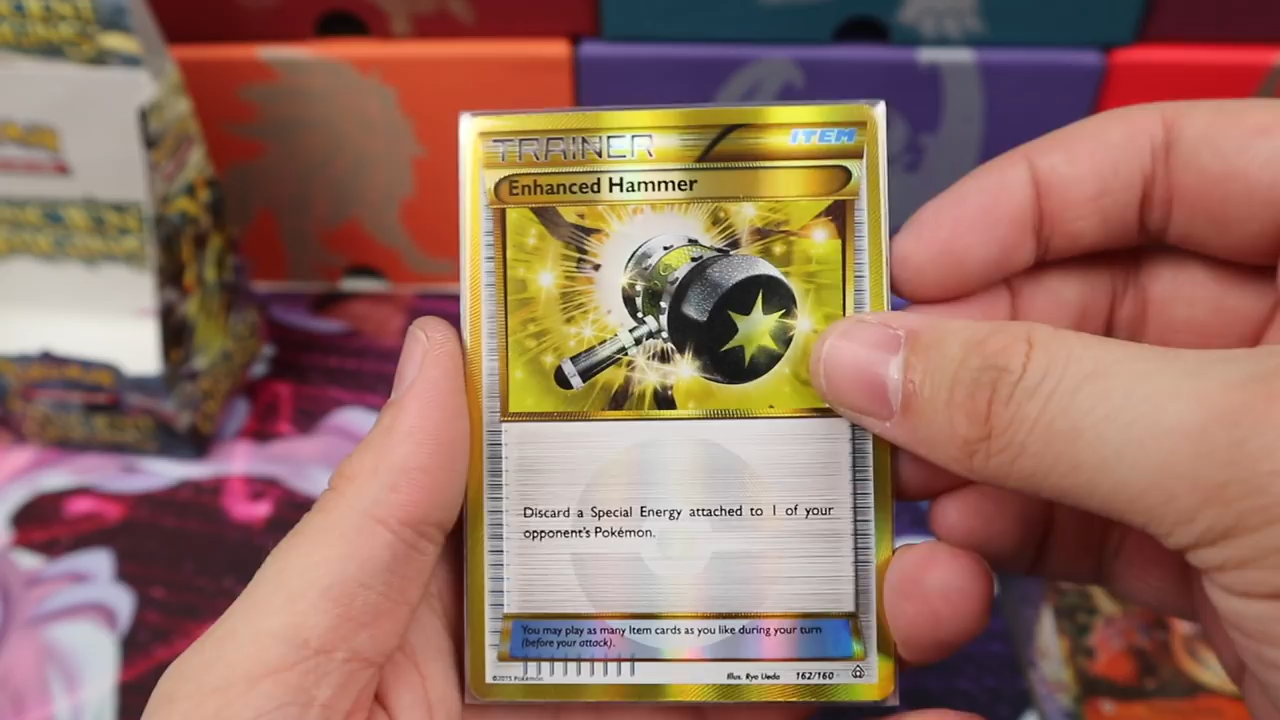 TRAINER
ITEM
Enhanced Hammer
Discard a Special Energy attached to 1 of your
opponent's Pokémon.
You may play as many Item cards as you like during your turn
(before your attack).
©2015 Pokémon
Illus. Ryo Ueda 162/160